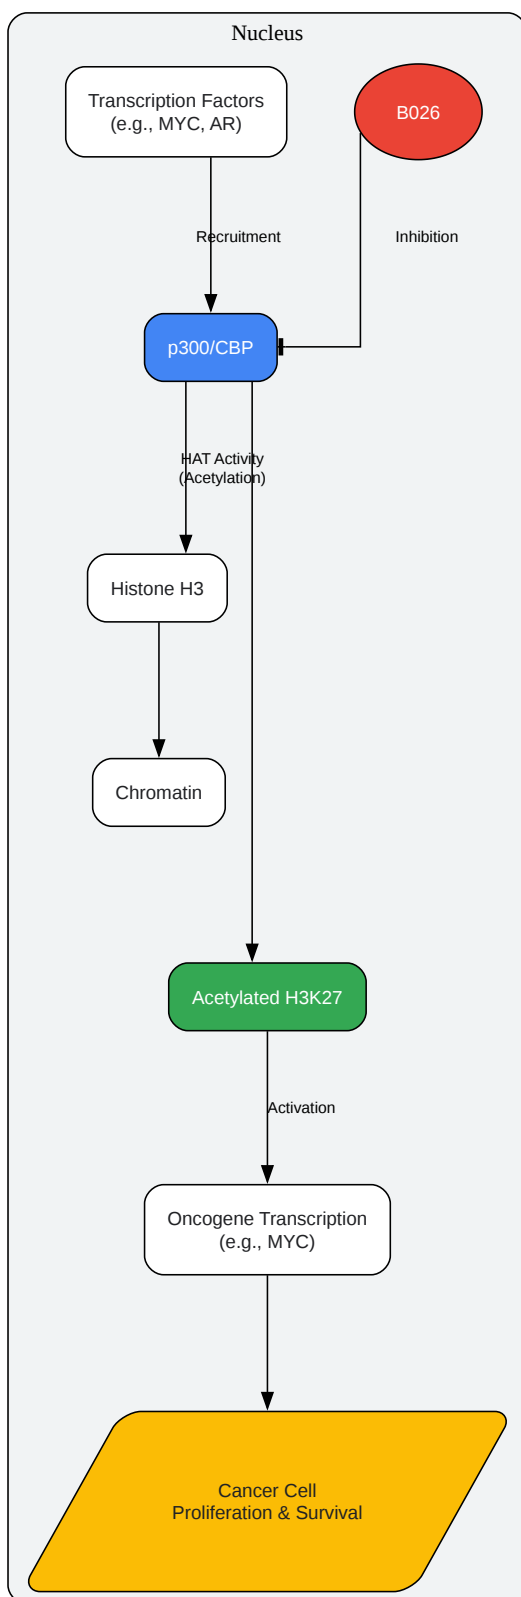 Nucleus
Transcription Factors
(e.g., MYC, AR)
B026
Recruitment
Inhibition
p300/CBP
HAT Activity
(Acetylation)
Histone H3
Chromatin
Acetylated H3K27
Activation
Oncogene Transcription
(e.g., MYC)
Cancer Cell
Proliferation & Survival